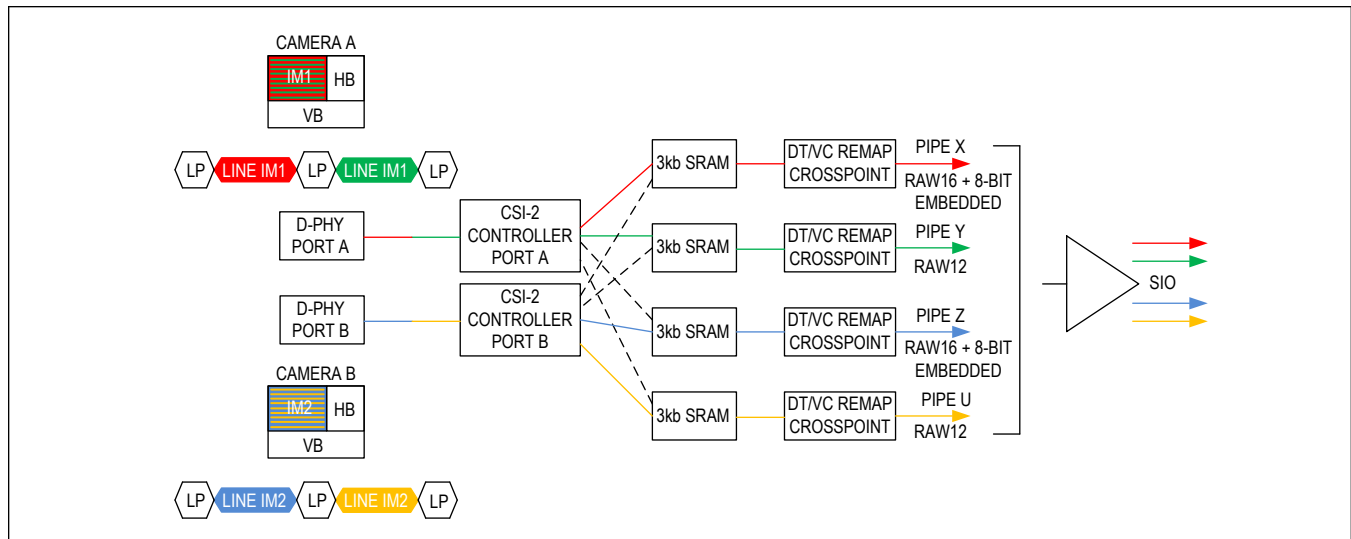 CAMERA A
IM1
HB
VB
LP
LINE IM1
LP
LINE IM1
LP
D-PHY
PORT A
CSI-2
CONTROLLER
PORT A
D-PHY
PORT B
CSI-2
CONTROLLER
PORT B
CAMERA B
IM2
HB
VB
LP
LINE IM2
LP
LINE IM2
LP
3kb SRAM
DT/VC REMAP
CROSSPOINT
PIPE X
RAW16 + 8-BIT
EMBEDDED
3kb SRAM
DT/VC REMAP
CROSSPOINT
PIPE Y
RAW12
3kb SRAM
DT/VC REMAP
CROSSPOINT
PIPE Z
RAW16 + 8-BIT
EMBEDDED
3kb SRAM
DT/VC REMAP
CROSSPOINT
PIPE U
RAW12
SIO